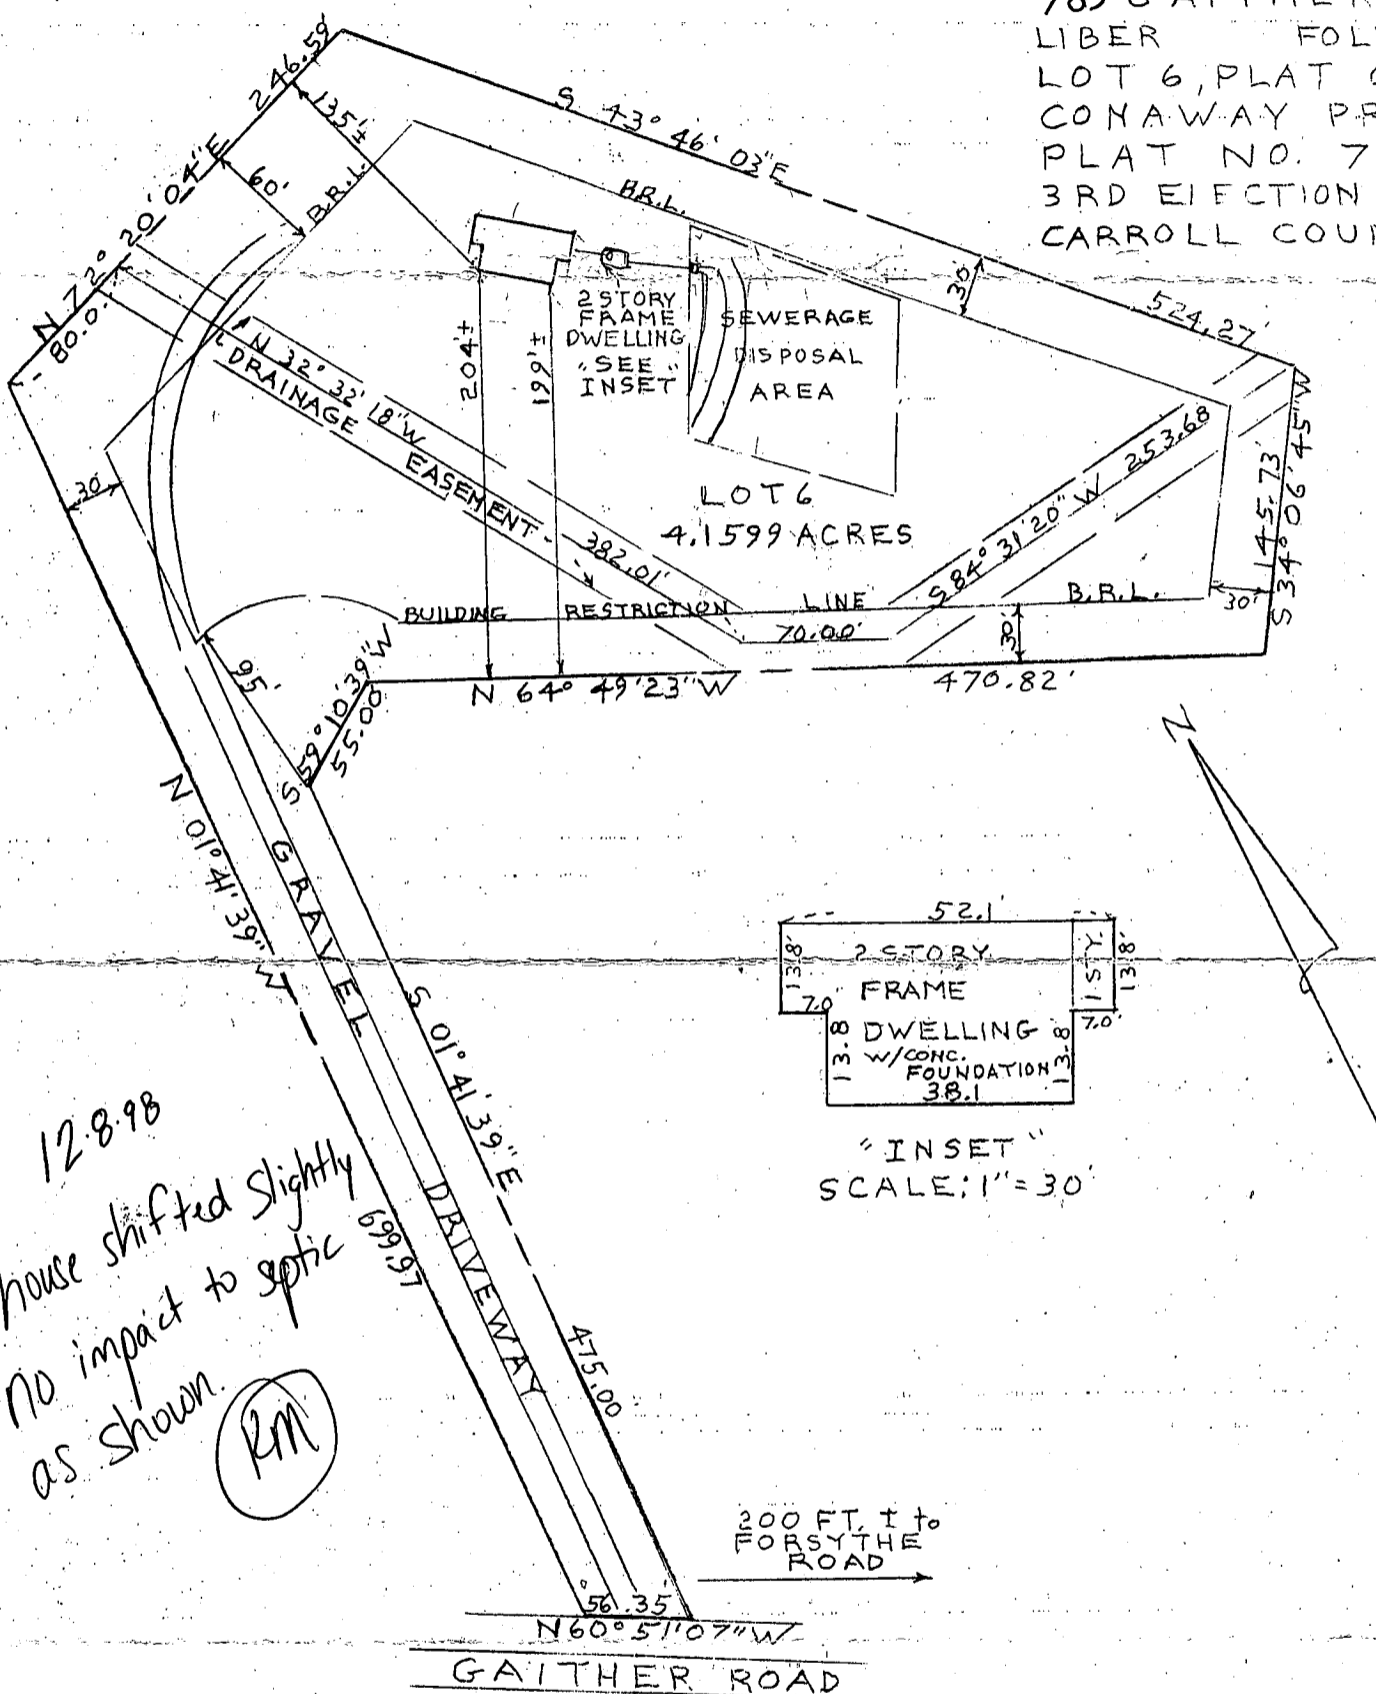 LIBER
LOT 6, PLAT
CONAWAY
PLAT NO. 7
3RD ELECTION
CARROLL
246.59'
135'±
S 43° 46' 03" E
N 72° 20' 04" E
60'
B.R.L.
B.R.L.
80.0'
30'
524.27'
2 STORY
FRAME
DWELLING
"SEE
INSET"
SEWERAGE
DISPOSAL
AREA
204'±
199'±
N 32° 32' 18" W
DRAINAGE EASEMENT
382.01'
30'
LOT 6
4.1599 ACRES
S 84° 31' 20" W 253.68
145.73'
S 34° 06' 45" W
BUILDING RESTRICTION LINE
B.R.L.
30'
70.00'
30'
95'
S 59° 10' 39" W
55.00'
N 64° 49' 23" W
470.82'
N
N 01° 41' 39" W
GRAVEL DRIVEWAY
S 01° 41' 39" E
699.97
475.00
52.1'
13.8'
2 STORY
1 STY.
13.8'
7.0'
FRAME
7.0'
13.8
DWELLING
W/CONC.
FOUNDATION
13.8
38.1
"INSET"
SCALE: 1" = 30'
12.8.98
house shifted slightly
no impact to septic
as shown.
RM
200 FT. ± to
FORSYTHE
ROAD
56.35'
N 60° 51' 07" W
GAITHER ROAD